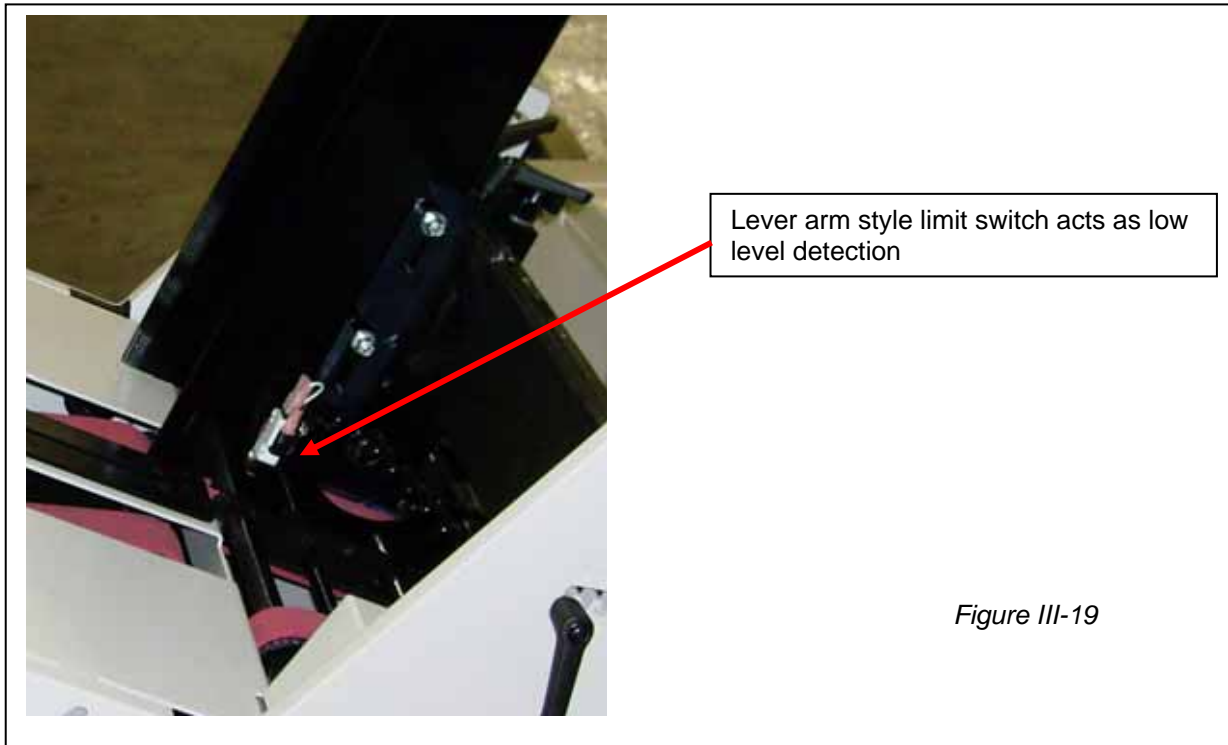 Lever arm style limit switch acts as low
level detection
Figure III-19